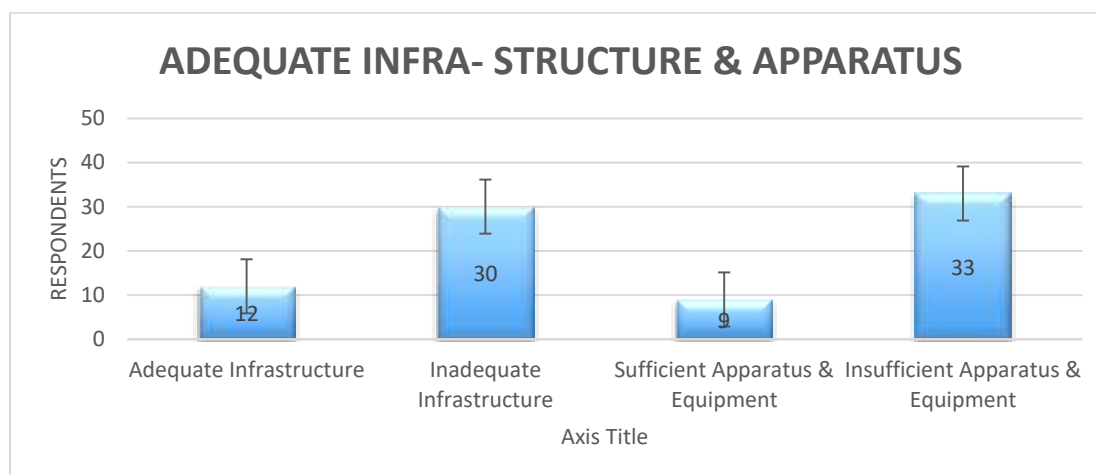 ADEQUATE INFRA- STRUCTURE & APPARATUS
50
40
30
20
10
0
RESPONDENTS
12
30
9
33
Adequate Infrastructure
Inadequate
Infrastructure
Sufficient Apparatus &
Equipment
Insufficient Apparatus &
Equipment
Axis Title